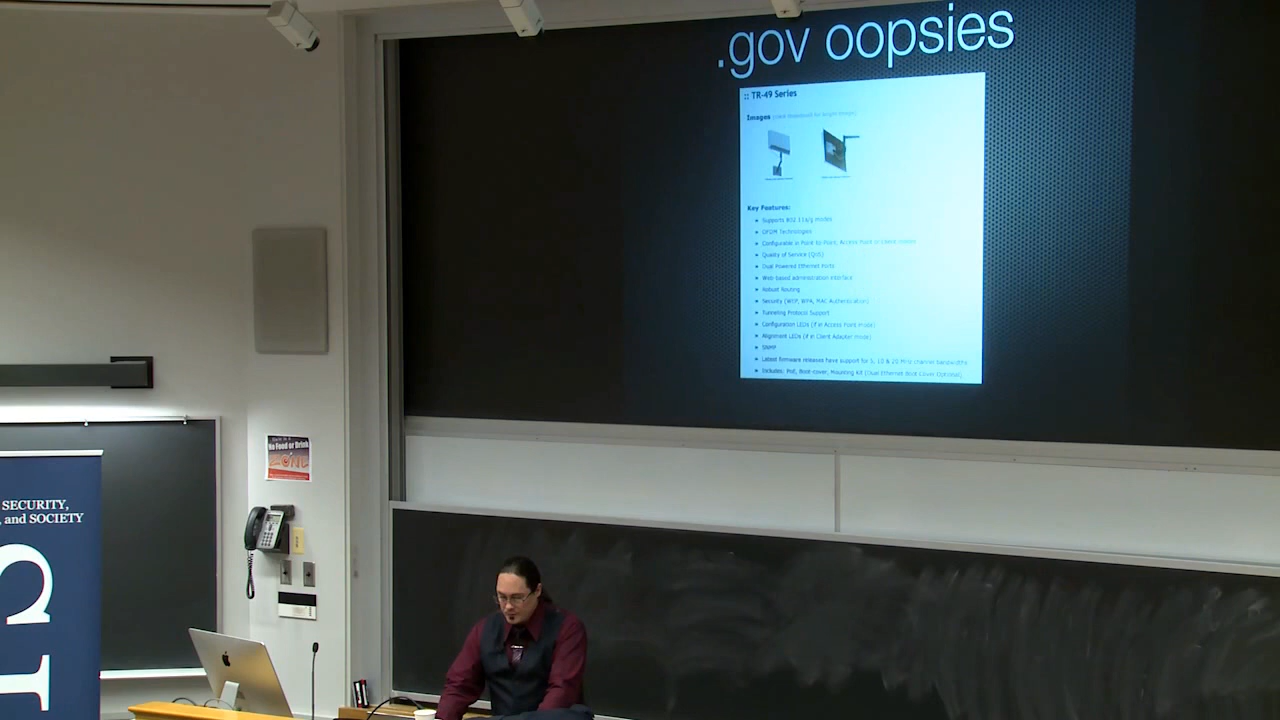 .gov oopsies
:: TR-49 Series
Images
Key Features:
Supports 802.11a/g modes
OFDM Technologies
Configurable in Point to Point, Access Point or Client modes
Quality of Service (QoS)
Dual Powered Ethernet Ports
Web based administration interface
Robust Routing
Security (WEP, WPA, MAC Authentication)
Tunneling Protocol Support
Configuration LEDs (if in Access Point mode)
Alignment LEDs (if in Client Adapter mode)
SNMP
Latest firmware releases have support for 5, 10 & 20 MHz channel bandwidths
Includes: PoE, Boot cover, Mounting Kit (Dual Ethernet Boot Cover Optional)
No Food or Drink
ZONE
SECURITY,
, and SOCIETY